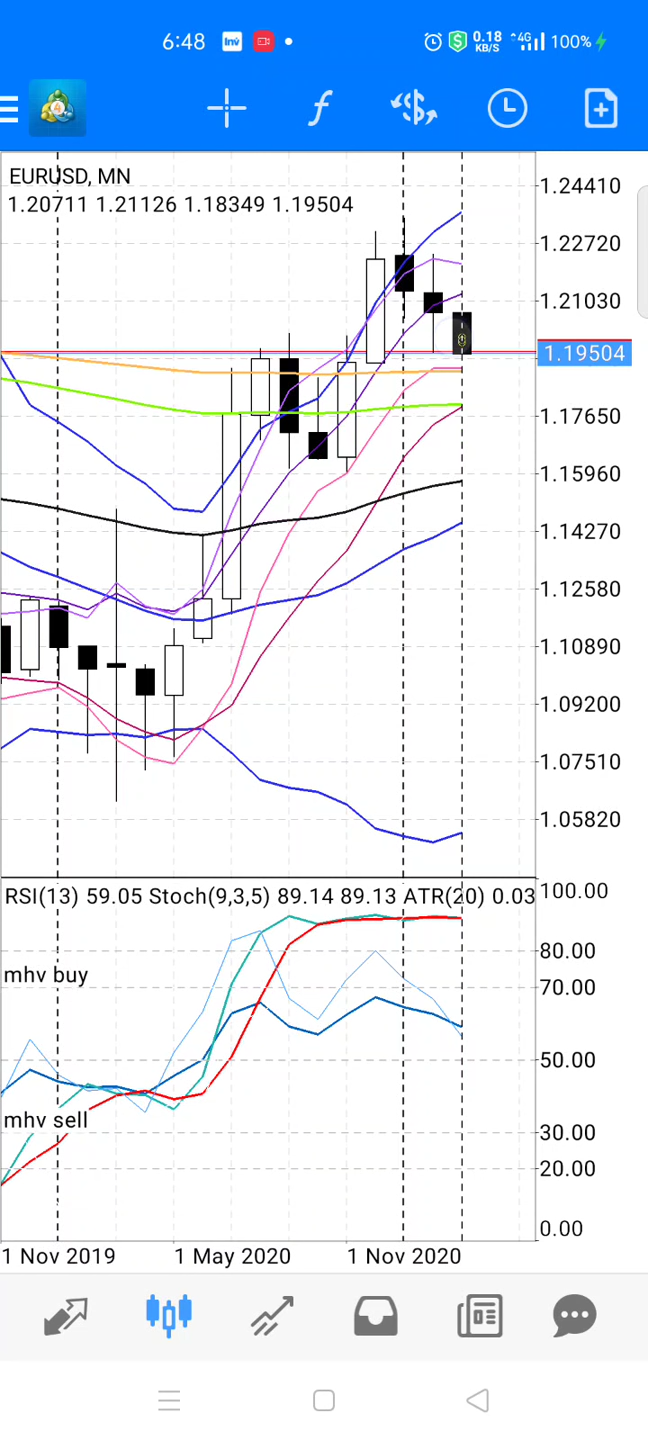 6:48 inv 0.18 KB/S 4G 100%
4
EURUSD, MN
1.20711 1.21126 1.18349 1.19504
1.24410
1.22720
1.21030
1.19504
1.17650
1.15960
1.14270
1.12580
1.10890
1.09200
1.07510
1.05820
RSI(13) 59.05 Stoch(9,3,5) 89.14 89.13 ATR(20) 0.03
100.00
80.00
mhv buy
70.00
50.00
mhv sell
30.00
20.00
0.00
1 Nov 2019 1 May 2020 1 Nov 2020